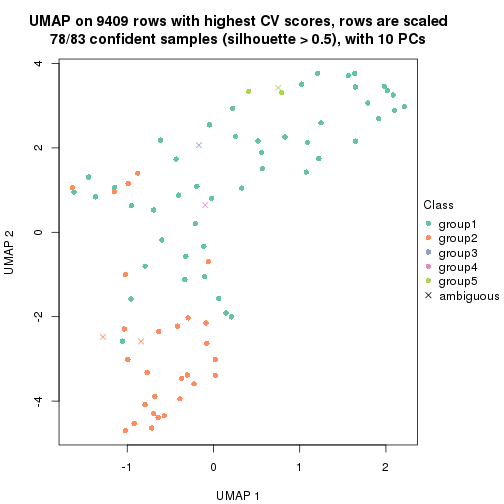 UMAP on 9409 rows with highest CV scores, rows are scaled
78/83 confident samples (silhouette > 0.5), with 10 PCs
4
2
0
-2
-4
UMAP 2
-1
0
1
2
UMAP 1
Class
group1
group2
group3
group4
group5
ambiguous